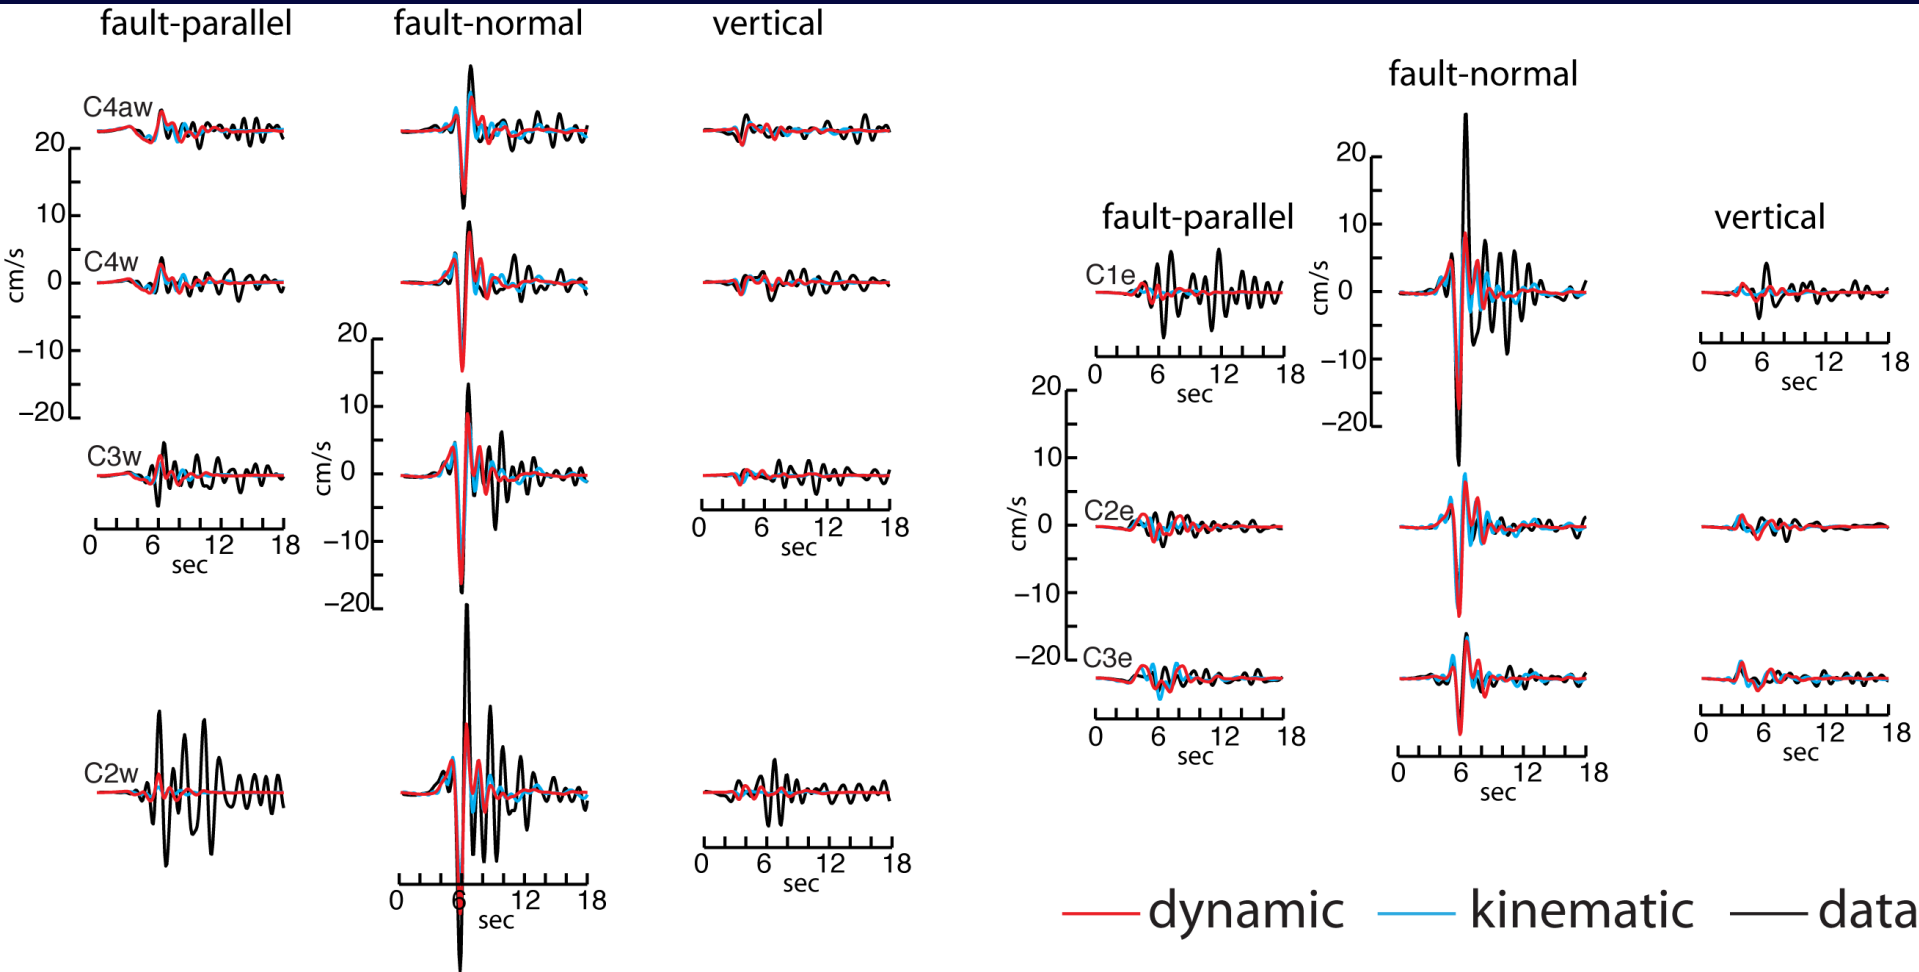 fault-parallel fault-normal vertical
C4aw
20
10
C4w
0
cm/s
−10
−20
20
10
C3w
0
cm/s
−10
−20
0 6 12 18
sec
0 6 12 18
sec
C2w
0 6 12 18
sec
0 6 12 18
sec
fault-normal
20
10
0
cm/s
−10
−20
fault-parallel
vertical
C1e
0 6 12 18
sec
0 6 12 18
sec
20
10
C2e
0
cm/s
−10
−20
C3e
0 6 12 18
sec
0 6 12 18
sec
0 6 12 18
sec
dynamic kinematic data